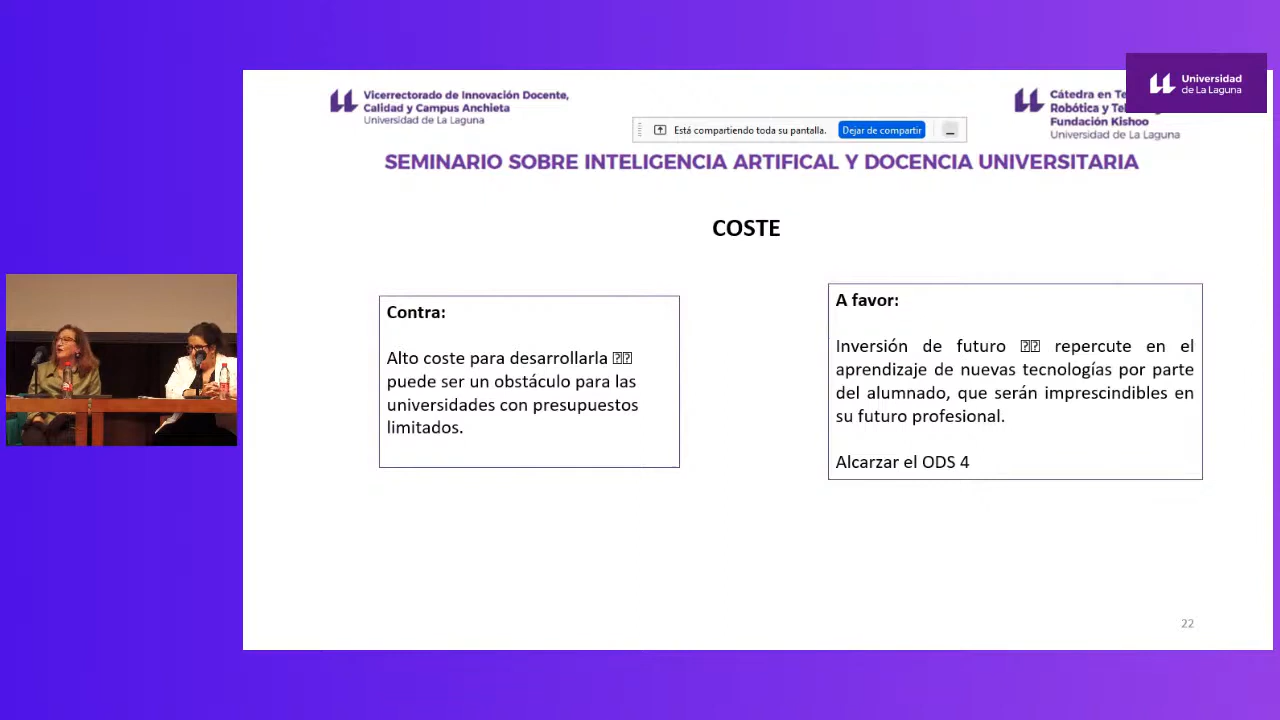 Vicerrectorado de Innovación Docente,
Calidad y Campus Anchieta
Universidad de La Laguna
Cátedra en
Robótica y
Fundación Kishoo
Universidad de La Laguna
Universidad
de La Laguna
Está compartiendo toda su pantalla. Dejar de compartir
SEMINARIO SOBRE INTELIGENCIA ARTIFICAL Y DOCENCIA UNIVERSITARIA
COSTE
Contra:
Alto coste para desarrollarla
puede ser un obstáculo para las
universidades con presupuestos
limitados.
A favor:
Inversión de futuro repercute en el
aprendizaje de nuevas tecnologías por parte
del alumnado, que serán imprescindibles en
su futuro profesional.
Alcarzar el ODS 4
22